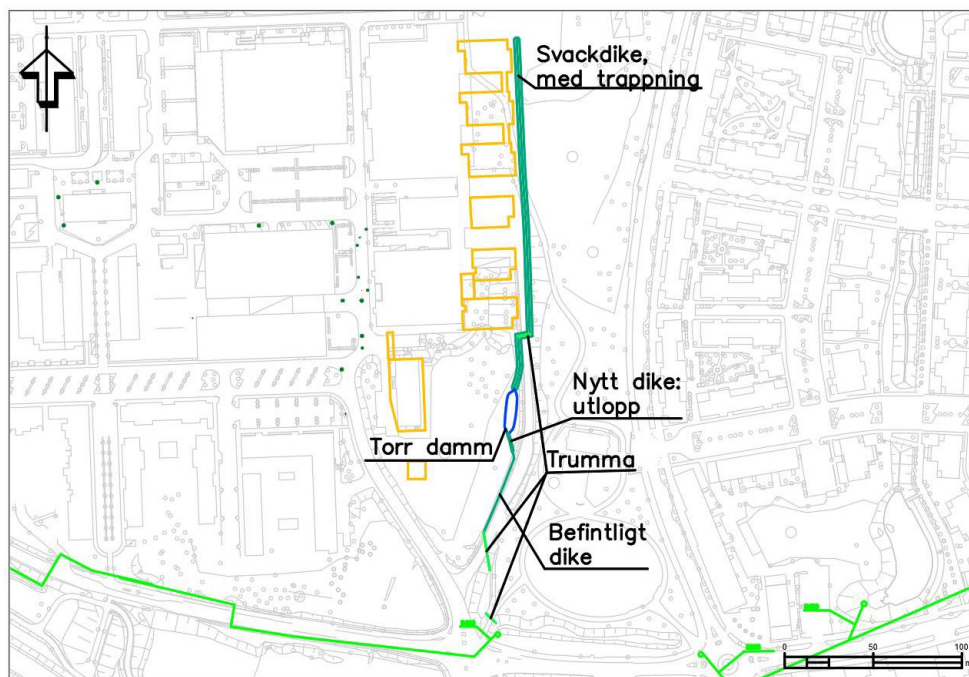 Svackdike,
med trappning
Nytt dike:
utlopp
Torr damm
Trumma
Befintligt
dike
0
50
100
m